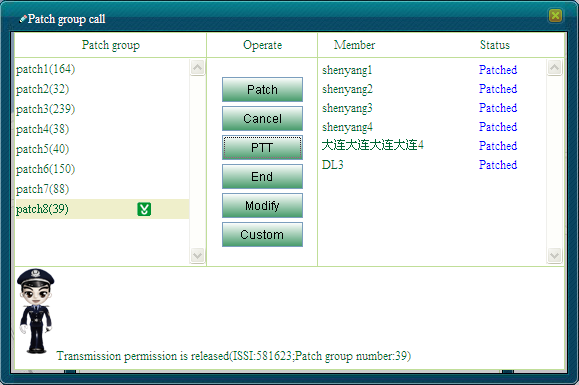 Patch group call
Patch group Operate Member Status
patch1(164)
patch2(32)
patch3(239)
patch4(38)
patch5(40)
patch6(150)
patch7(88)
patch8(39)
Patch
Cancel
PTT
End
Modify
Custom
shenyang1 Patched
shenyang2 Patched
shenyang3 Patched
shenyang4 Patched
大连大连大连大连4 Patched
DL3 Patched
Transmission permission is released(ISSI:581623;Patch group number:39)